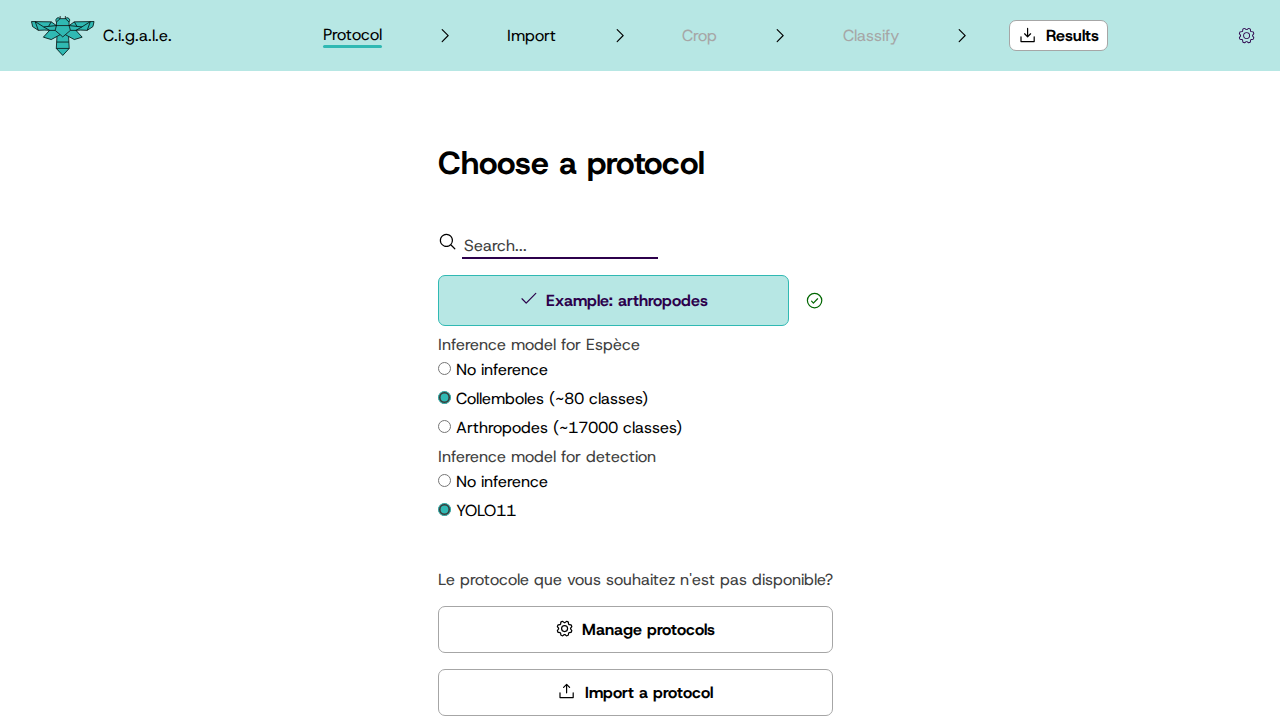 C.i.g.a.l.e.
Protocol
Import
Crop
Classify
Results
Choose a protocol
Search...
Example: arthropodes
Inference model for Espèce
No inference
Collemboles (~80 classes)
Arthropodes (~17000 classes)
Inference model for detection
No inference
YOLO11
Le protocole que vous souhaitez n'est pas disponible?
Manage protocols
Import a protocol